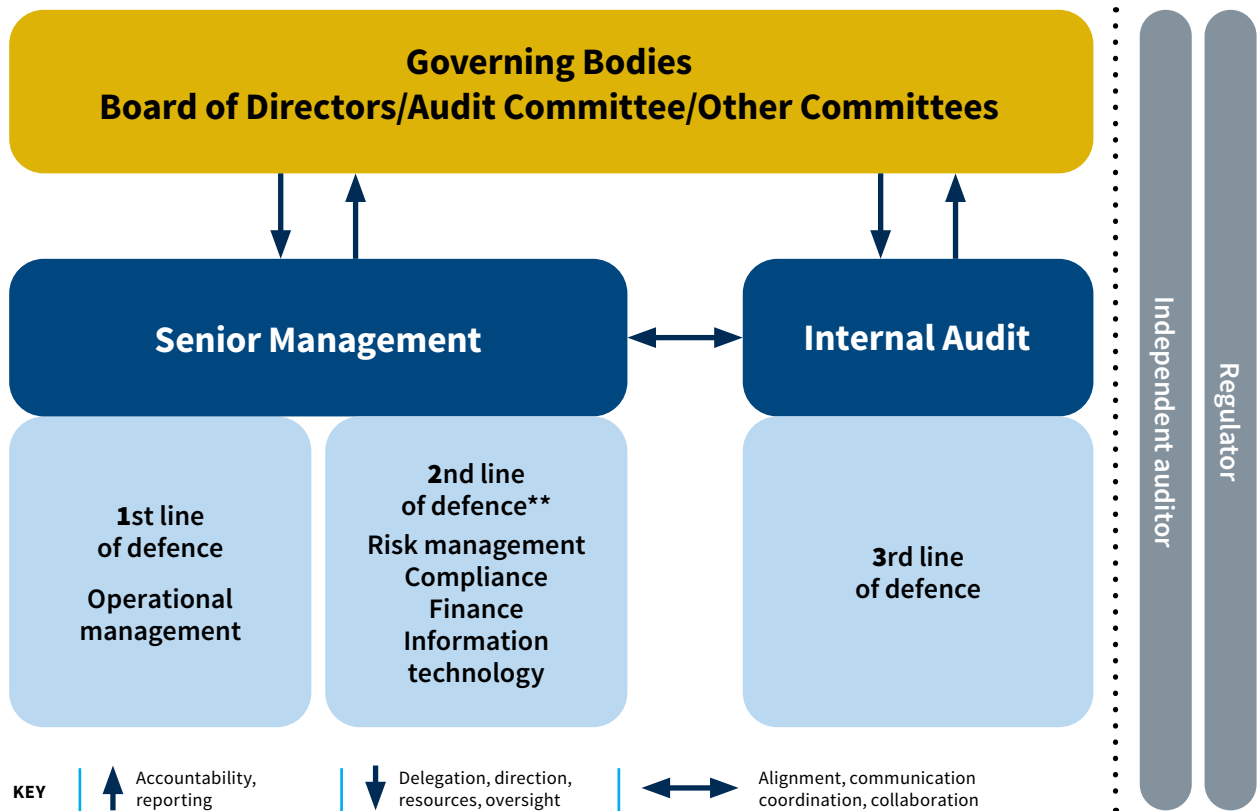 Governing Bodies
Board of Directors/Audit Committee/Other Committees
Senior Management
Internal Audit
1st line
of defence
Operational
management
2nd line
of defence**
Risk management
Compliance
Finance
Information
technology
3rd line
of defence
Independent auditor
Regulator
KEY
Accountability,
reporting
Delegation, direction,
resources, oversight
Alignment, communication
coordination, collaboration